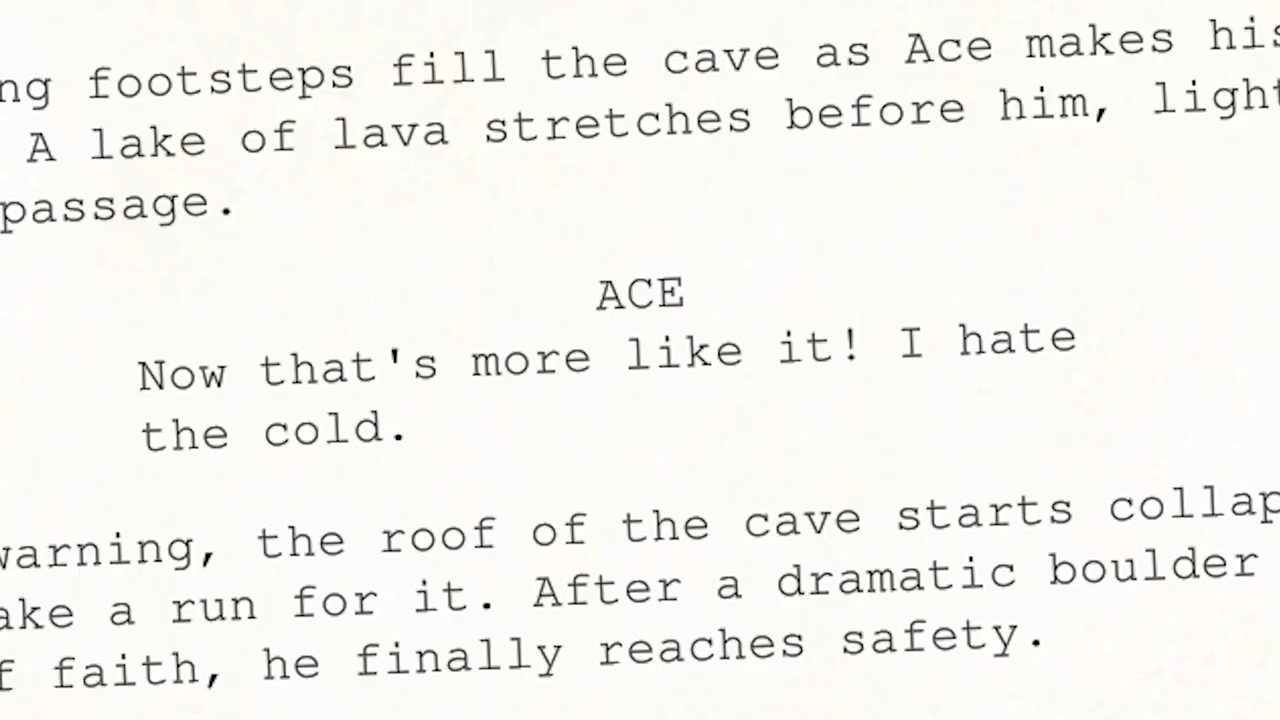 ng footsteps fill the cave as Ace makes his
A lake of lava stretches before him, light
passage.
ACE
Now that's more like it! I hate
the cold.
warning, the roof of the cave starts collap
ake a run for it. After a dramatic boulder
f faith, he finally reaches safety.